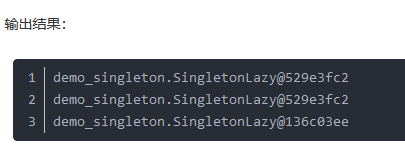 输出结果：
1 demo_singleton.SingletonLazy@529e3fc2
2 demo_singleton.SingletonLazy@529e3fc2
3 demo_singleton.SingletonLazy@136c03ee